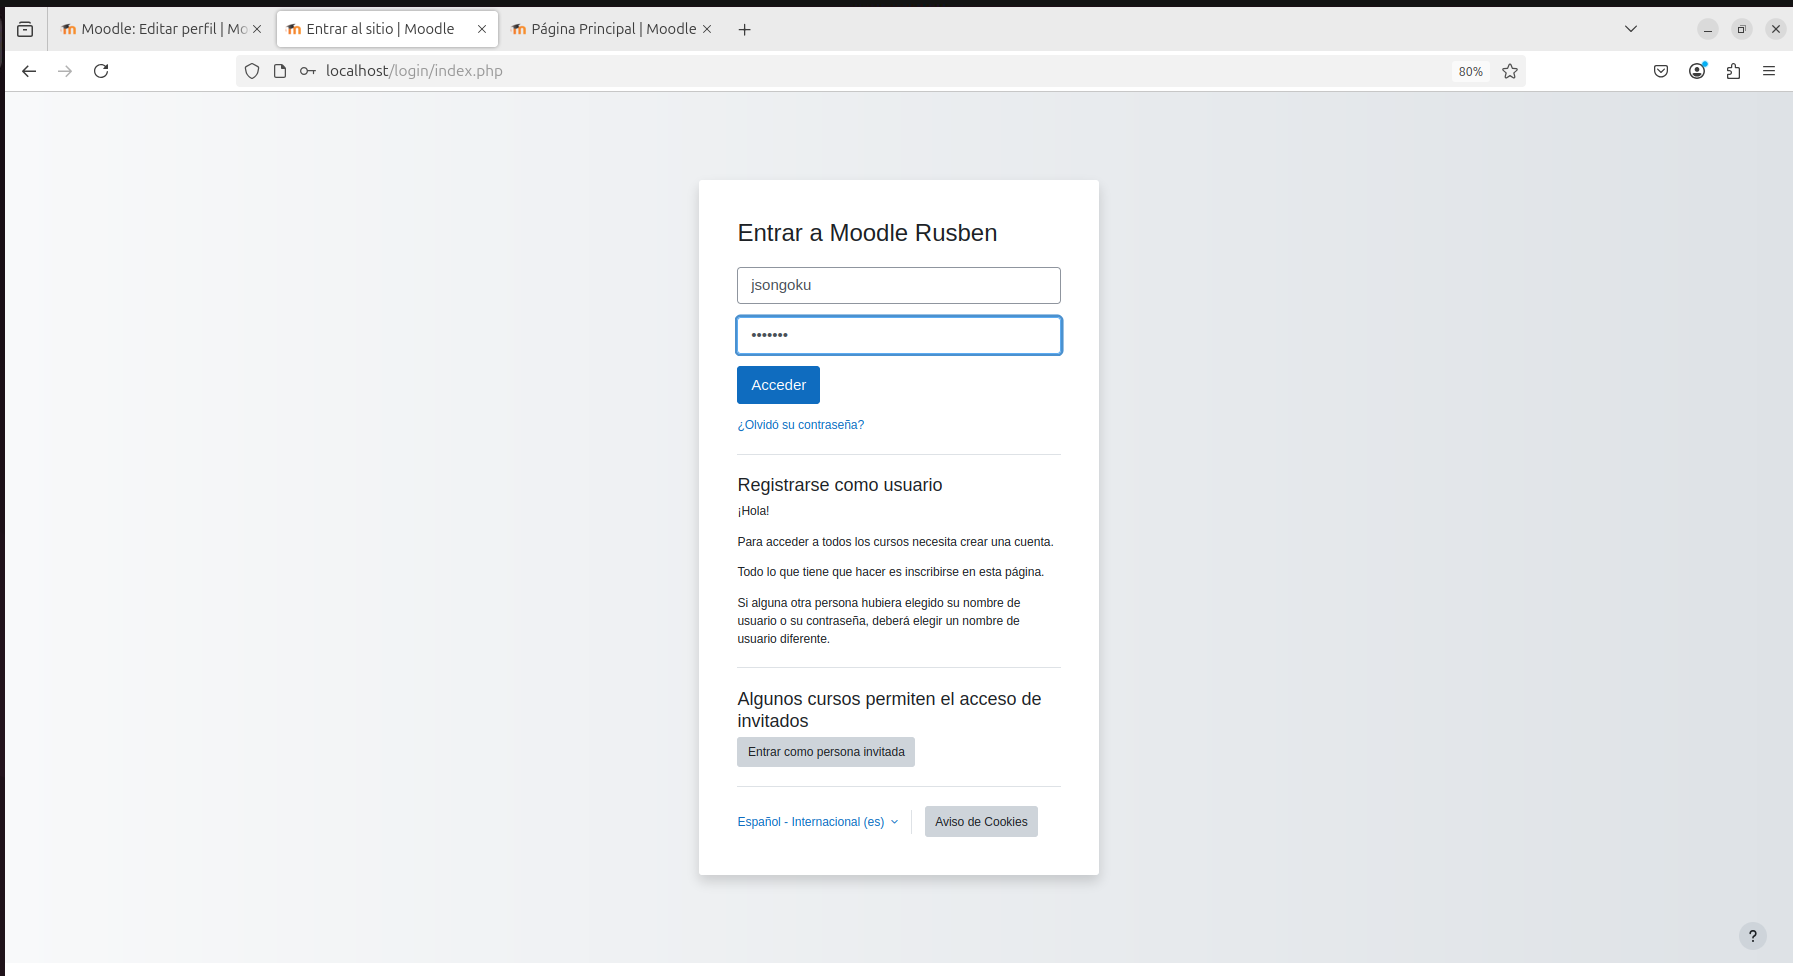 Moodle: Editar perfil | Mo
Entrar al sitio | Moodle
Página Principal | Moodle
localhost/login/index.php
80%
Entrar a Moodle Rusben
jsongoku
•••••••
Acceder
¿Olvidó su contraseña?
Registrarse como usuario
¡Hola!
Para acceder a todos los cursos necesita crear una cuenta.
Todo lo que tiene que hacer es inscribirse en esta página.
Si alguna otra persona hubiera elegido su nombre de
usuario o su contraseña, deberá elegir un nombre de
usuario diferente.
Algunos cursos permiten el acceso de
invitados
Entrar como persona invitada
Español - Internacional (es)
Aviso de Cookies
?